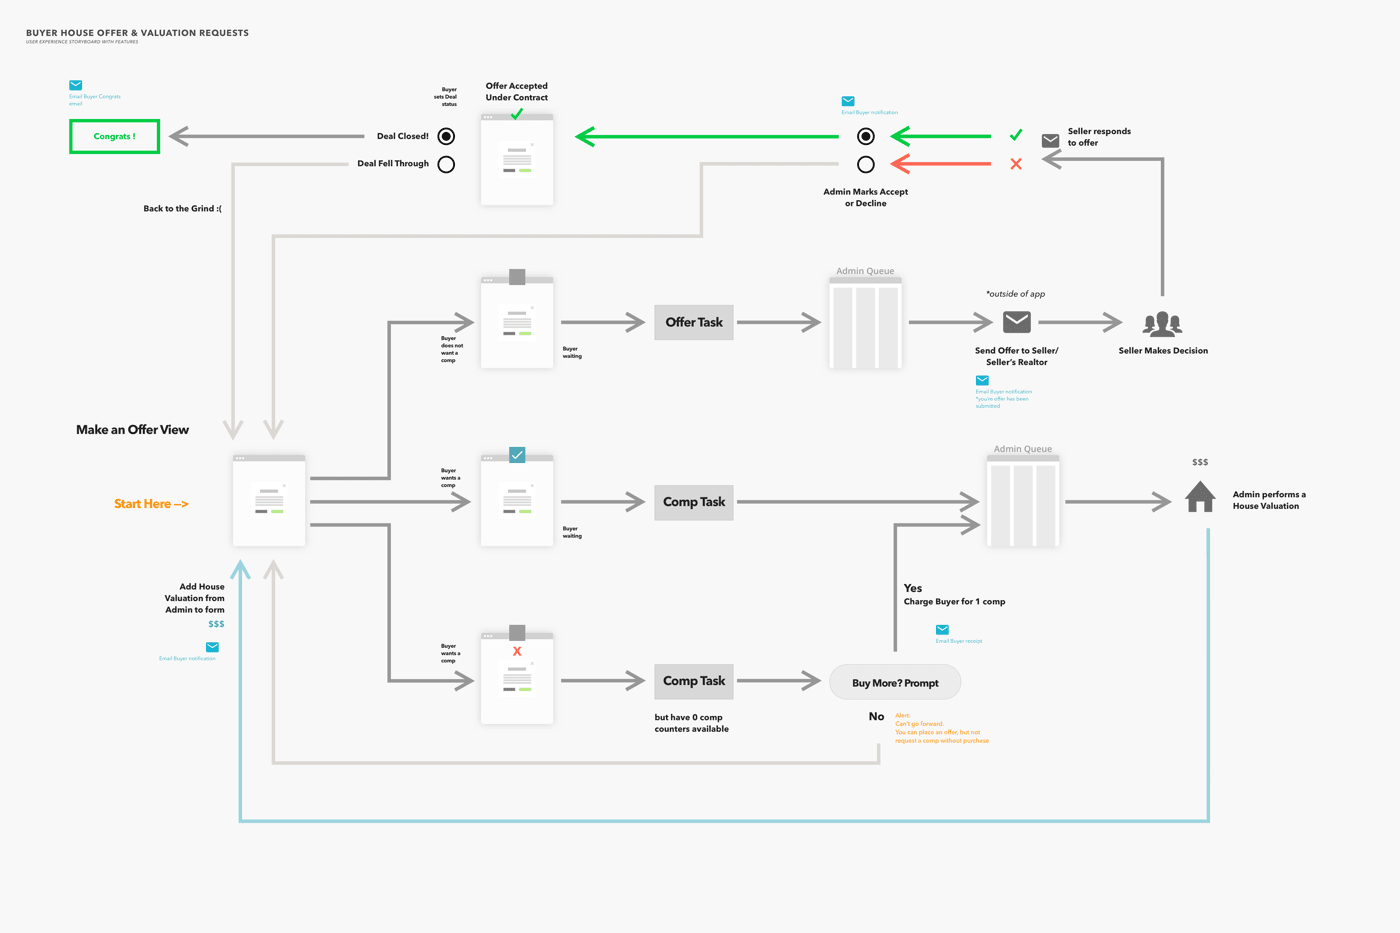 BUYER HOUSE OFFER & VALUATION REQUESTS
USER EXPERIENCE STORYBOARD WITH FEATURES
Email Buyer Congrats
email
Congrats !
Buyer
sets Deal
status
Deal Closed!
Deal Fell Through
Offer Accepted
Under Contract
Email Buyer notification
Admin Marks Accept
or Decline
Seller responds
to offer
Back to the Grind :(
Buyer
does not
want a
comp
Buyer
waiting
Offer Task
Admin Queue
*outside of app
Send Offer to Seller/
Seller's Realtor
Email Buyer notification
*you're offer has been
submitted
Seller Makes Decision
Make an Offer View
Start Here -->
Buyer
wants a
comp
Buyer
waiting
Comp Task
Admin Queue
$$$
Admin performs a
House Valuation
Add House
Valuation from
Admin to form
$$$
Email Buyer notification
Yes
Charge Buyer for 1 comp
Email Buyer receipt
Buyer
wants a
comp
X
Comp Task
but have 0 comp
counters available
Buy More? Prompt
No
Alert:
Can't go forward.
You can place an offer, but not
request a comp without purchase